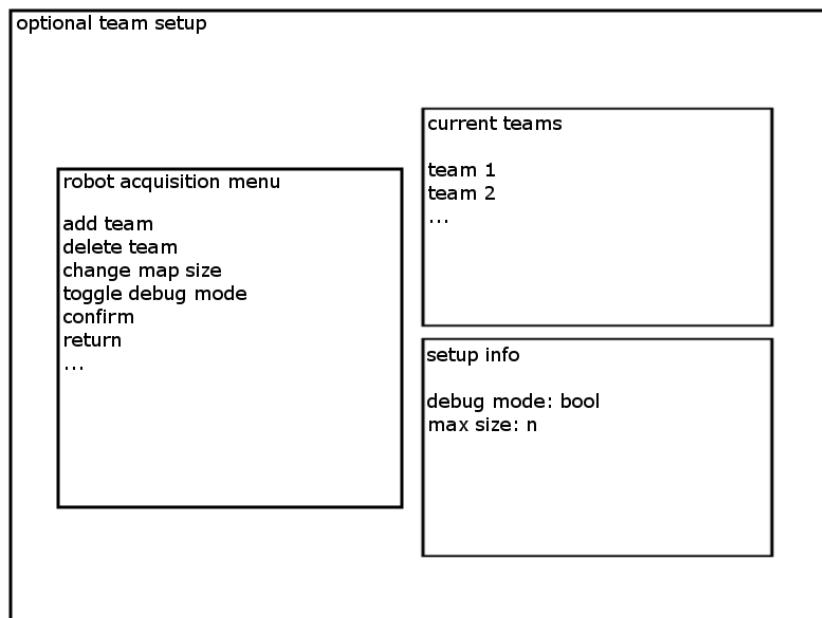 optional team setup
robot acquisition menu
add team
delete team
change map size
toggle debug mode
confirm
return
...
current teams
team 1
team 2
...
setup info
debug mode: bool
max size: n